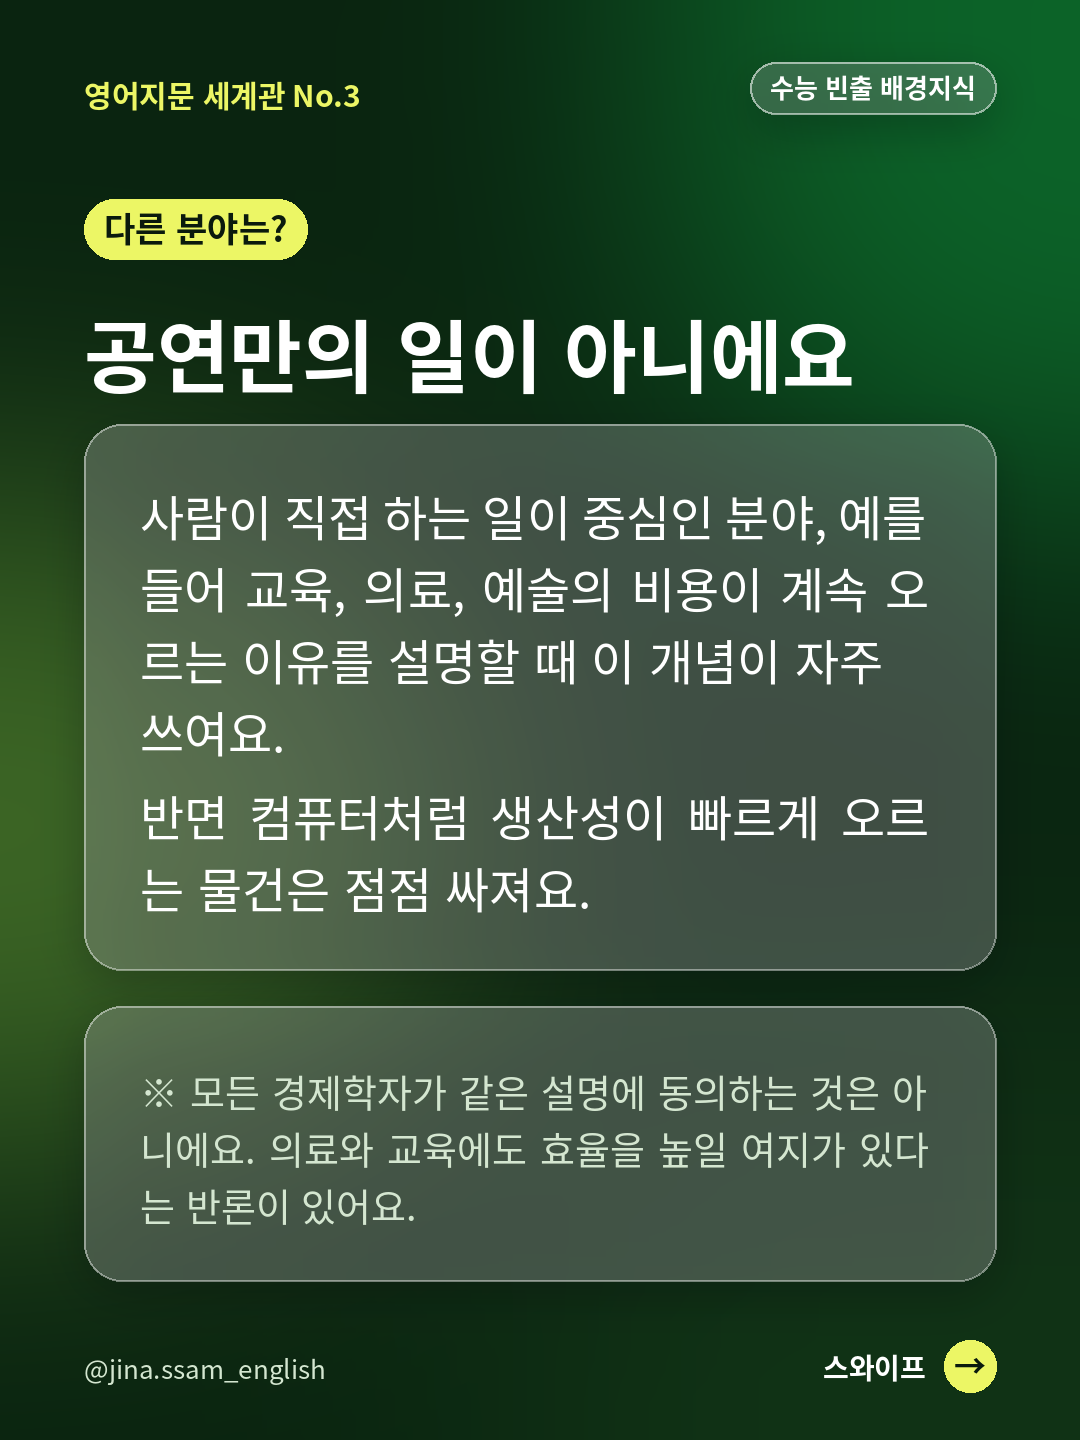 영어지문 세계관 No.3
수능 빈출 배경지식
다른 분야는?
공연만의 일이 아니에요
사람이 직접 하는 일이 중심인 분야, 예를
들어 교육, 의료, 예술의 비용이 계속 오
르는 이유를 설명할 때 이 개념이 자주
쓰여요.
반면 컴퓨터처럼 생산성이 빠르게 오르
는 물건은 점점 싸져요.
※ 모든 경제학자가 같은 설명에 동의하는 것은 아
니에요. 의료와 교육에도 효율을 높일 여지가 있다
는 반론이 있어요.
@jina.ssam_english
스와이프 →